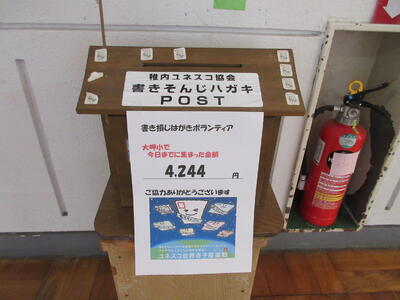 稚内ユネスコ協会
書きそんじハガキ
POST
書き損じはがきボランティア
大岬小で
今日までに集まった金額
4.244 円
ご協力ありがとうございます
ユネスコ世界寺子屋運動